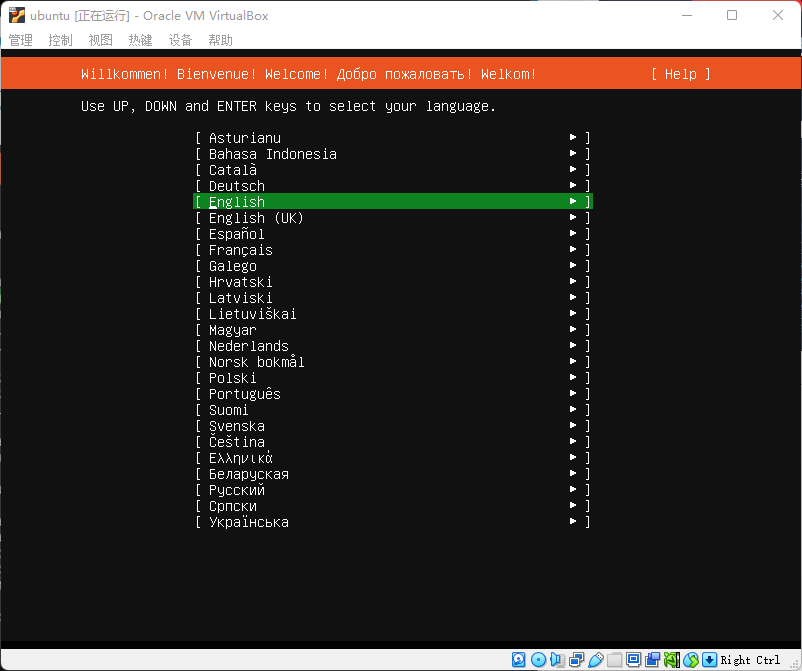 ubuntu [正在运行] - Oracle VM VirtualBox
管理 控制 视图 热键 设备 帮助
Willkommen! Bienvenue! Welcome! Добро пожаловать! Welkom! [ Help ]
Use UP, DOWN and ENTER keys to select your language.
[ Asturianu ▸ ]
[ Bahasa Indonesia ▸ ]
[ Català ▸ ]
[ Deutsch ▸ ]
[ English ▸ ]
[ English (UK) ▸ ]
[ Español ▸ ]
[ Français ▸ ]
[ Galego ▸ ]
[ Hrvatski ▸ ]
[ Latviski ▸ ]
[ Lietuviškai ▸ ]
[ Magyar ▸ ]
[ Nederlands ▸ ]
[ Norsk bokmål ▸ ]
[ Polski ▸ ]
[ Português ▸ ]
[ Suomi ▸ ]
[ Svenska ▸ ]
[ Čeština ▸ ]
[ Ελληνικά ▸ ]
[ Беларуская ▸ ]
[ Русский ▸ ]
[ Српски ▸ ]
[ Українська ▸ ]
Right Ctrl